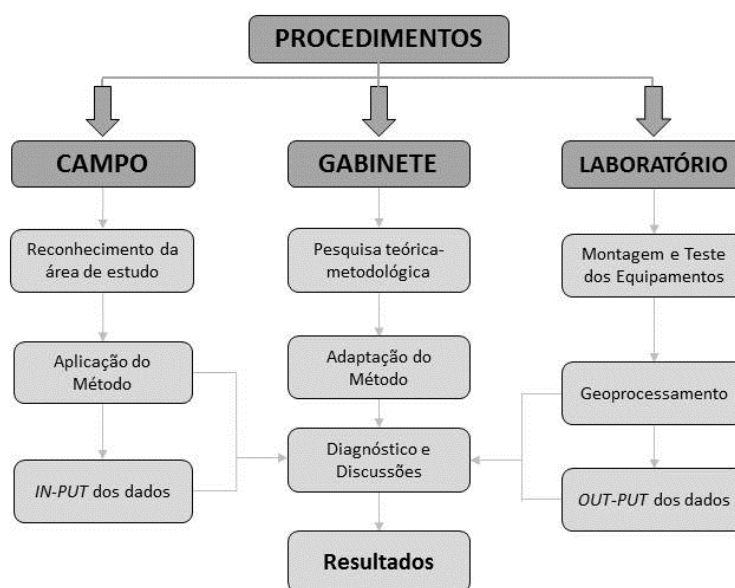 PROCEDIMENTOS
CAMPO
GABINETE
LABORATÓRIO
Reconhecimento da
área de estudo
Pesquisa teórica-
metodológica
Montagem e Teste
dos Equipamentos
Aplicação do
Método
Adaptação do
Método
Geoprocessamento
IN-PUT dos dados
Diagnóstico e
Discussões
OUT-PUT dos dados
Resultados